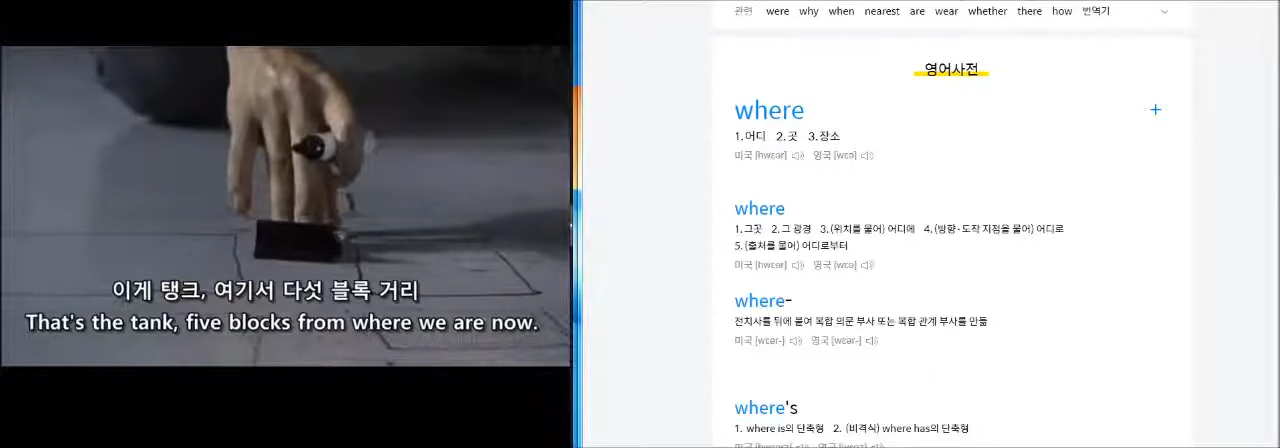 이게 탱크, 여기서 다섯 블록 거리
That's the tank, five blocks from where we are now.
관련 were why when nearest are wear whether there how 번역기
영어사전
where
1. 어디 2. 곳 3. 장소
미국 [hwɛər] 영국 [wɛə]
where
1. 그곳 2. 그 광경 3. (위치를 물어) 어디에 4. (방향·도착 지점을 물어) 어디로
5. (출처를 물어) 어디로부터
미국 [hwɛər] 영국 [wɛə]
where-
전치사를 뒤에 붙여 복합 의문 부사 또는 복합 관계 부사를 만듦
미국 [wɛər-] 영국 [wɛər-]
where's
1. where is의 단축형 2. (비격식) where has의 단축형